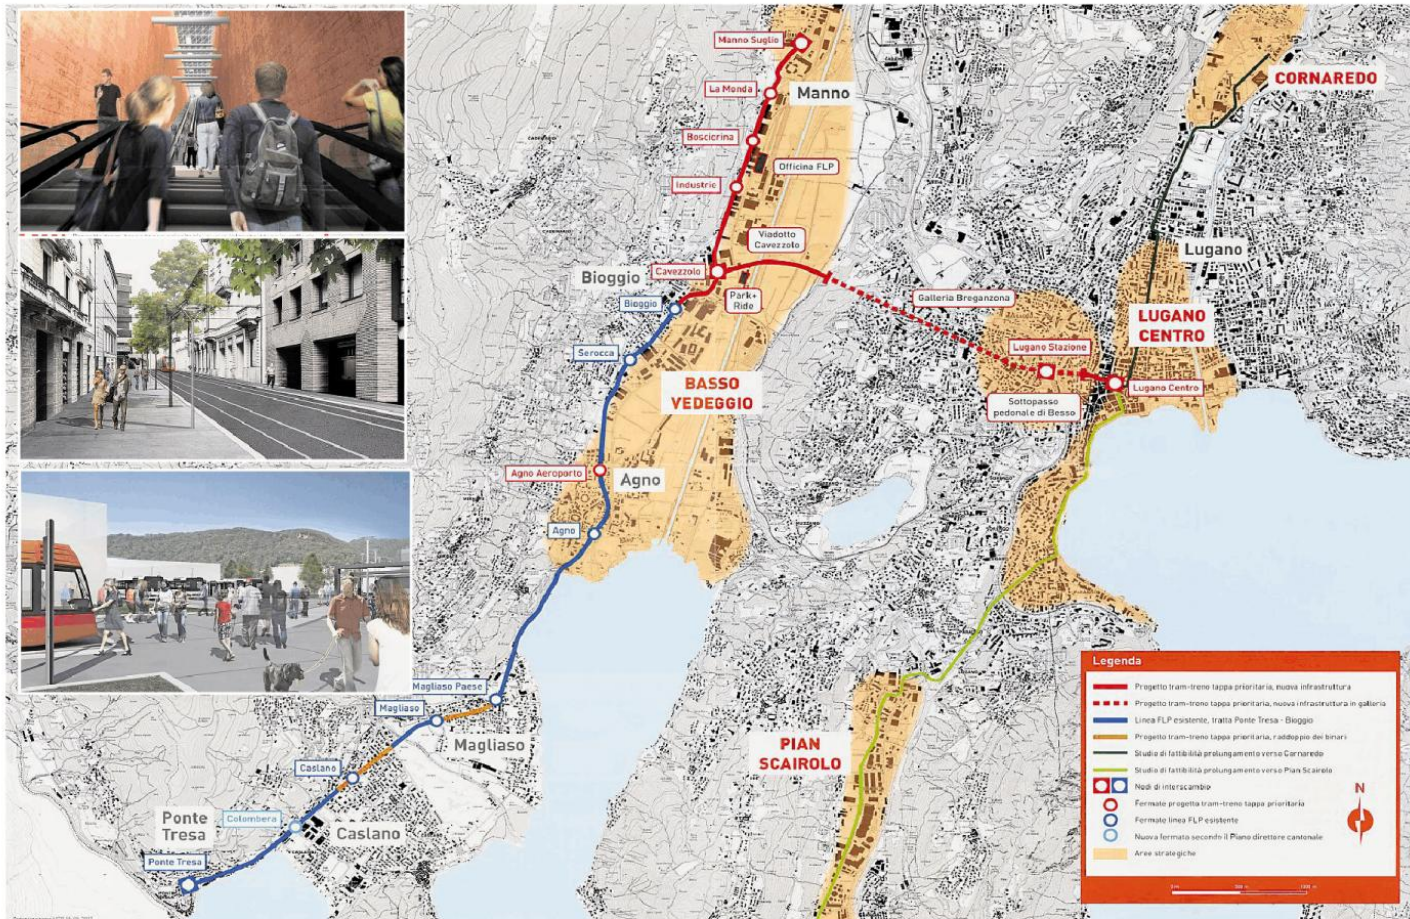 Manno Suglio
La Monda
Manno
Boscirina
Officina FLP
Industrie
Viadotto
Cavezzolo
Bioggio
Cavezzolo
Park+
Ride
Bioggio
Serocca
BASSO
VEDEGGIO
Agno Aeroporto
Agno
Agno
Magliaso Paese
Magliaso
Magliaso
Caslano
Colombera
Caslano
Ponte
Tresa
Ponte Tresa
CORNAREDO
Lugano
LUGANO
CENTRO
Galleria Breganzona
Lugano Stazione
Lugano Centro
Sottopasso
pedonale di Besso
PIAN
SCAIROLO
Legenda
Progetto tram-treno tappa prioritaria, nuova infrastruttura
Progetto tram-treno tappa prioritaria, nuova infrastruttura in galleria
Linea FLP esistente, tratta Ponte Tresa - Bioggio
Progetto tram-treno tappa prioritaria, raddoppio dei binari
Studio di fattibilità prolungamento verso Cornaredo
Studio di fattibilità prolungamento verso Pian Scairolo
Nodi di interscambio
Fermate progetto tram-treno tappa prioritaria
Fermate linea FLP esistente
Nuova fermata secondo il Piano direttore cantonale
Aree strategiche
N